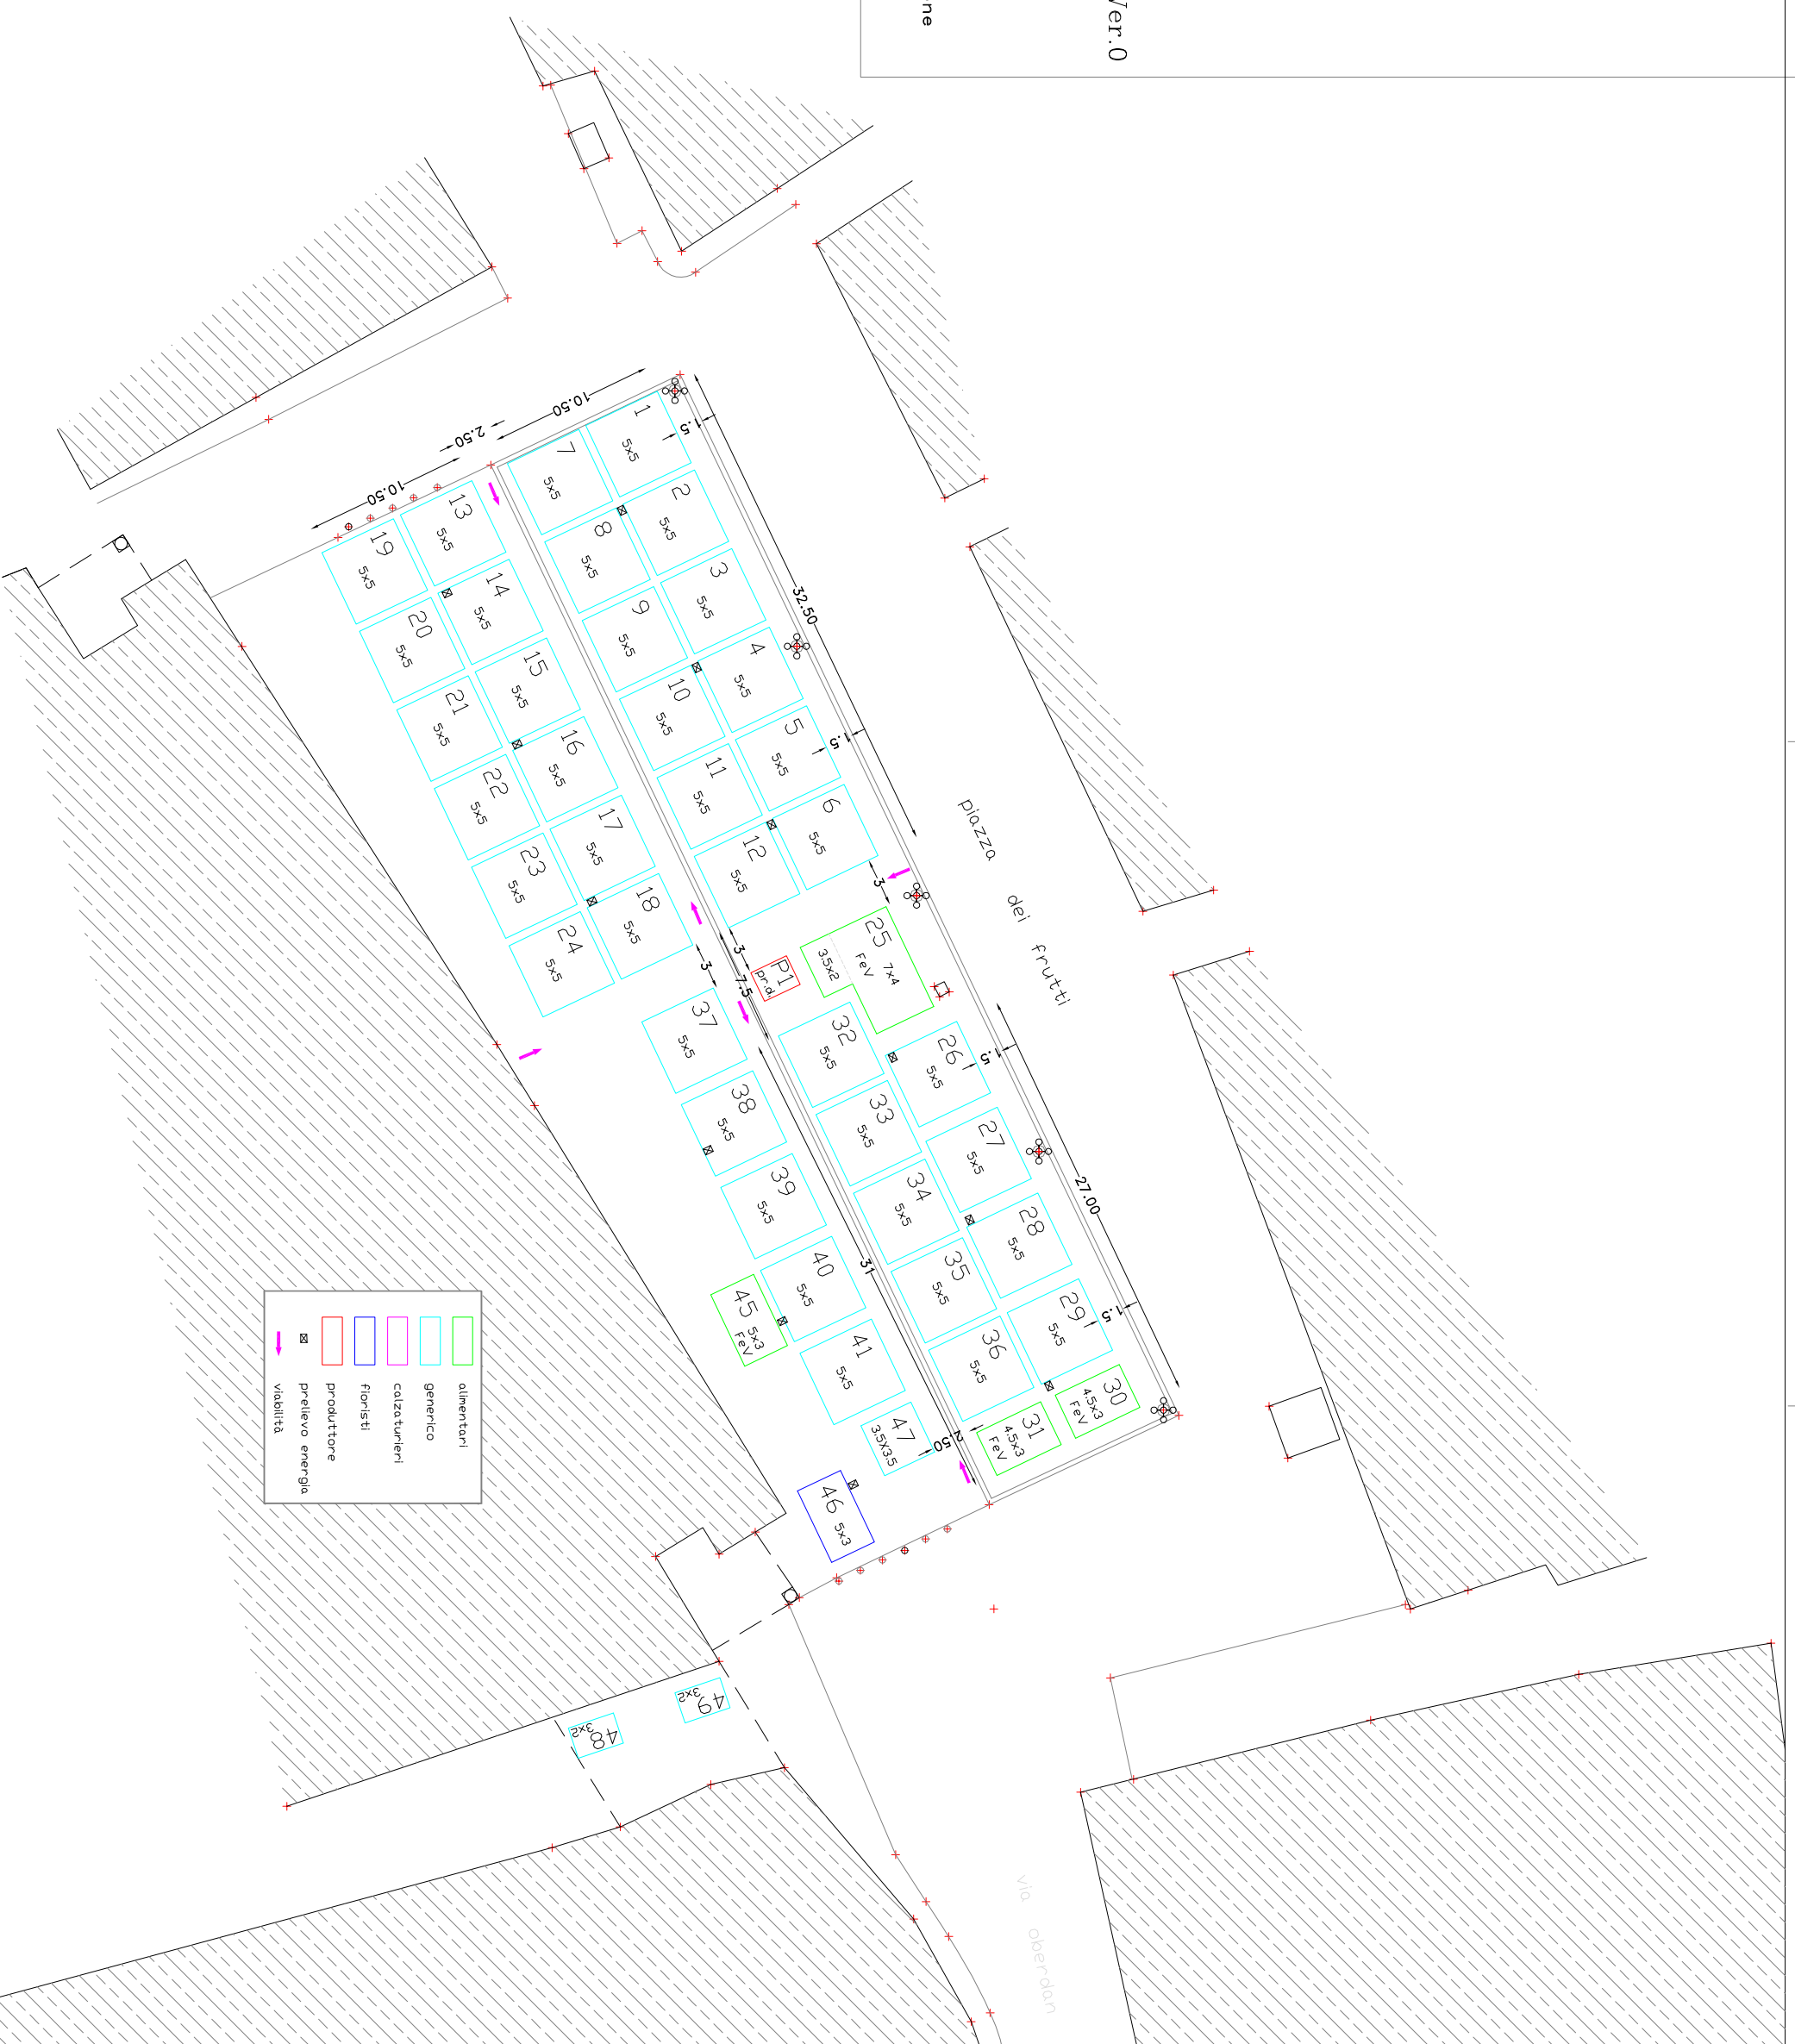 ne
Ver.0
10.50
2.50
10.50
1.5
32.50
1.5
3
3
7.5
3
31
1.5
27.00
1.5
2.50
1
5x5
2
5x5
3
5x5
4
5x5
5
5x5
6
5x5
7
5x5
8
5x5
9
5x5
10
5x5
11
5x5
12
5x5
13
5x5
14
5x5
15
5x5
16
5x5
17
5x5
18
5x5
19
5x5
20
5x5
21
5x5
22
5x5
23
5x5
24
5x5
25
7x4
FeV
3.5x2
P1
pr.d.
26
5x5
27
5x5
28
5x5
29
5x5
30
4.5x3
FeV
31
4.5x3
FeV
32
5x5
33
5x5
34
5x5
35
5x5
36
5x5
37
5x5
38
5x5
39
5x5
40
5x5
41
5x5
45
5x3
FeV
47
3.5X3.5
46
5x3
49
3x2
48
3x2
piazza dei frutti
via oberdan
alimentari
generico
calzaturieri
fioristi
produttore
prelievo energia
viabilità